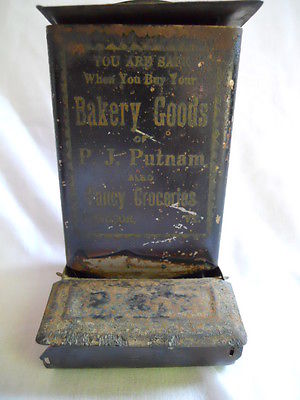 YOU ARE SAFE
When You Buy Your
Bakery Goods
OF
P. J. Putnam
ALSO
Fancy Groceries